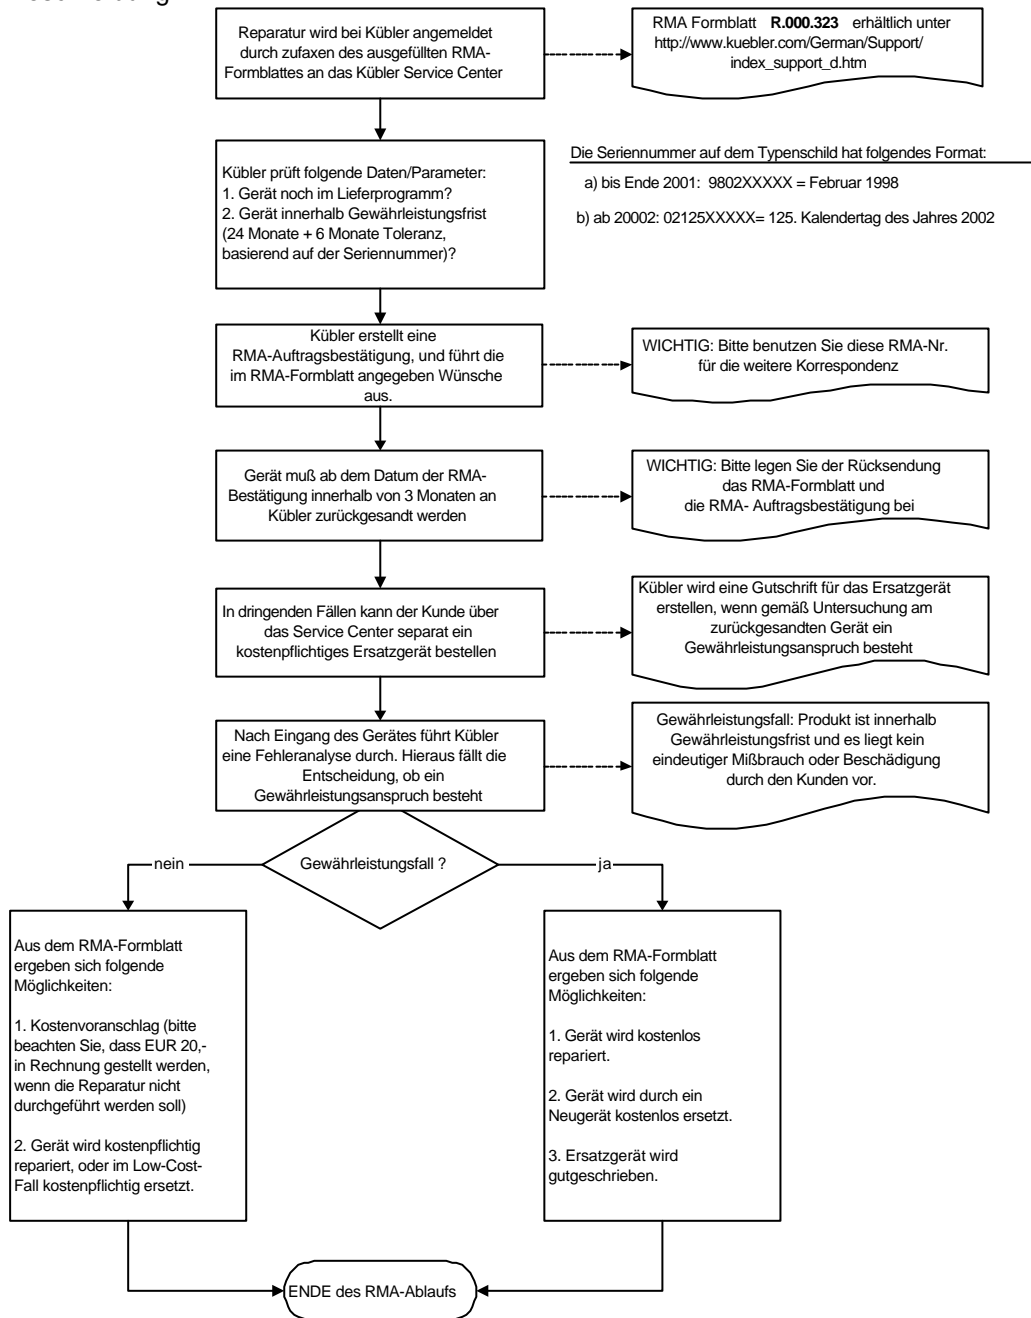 Reparatur wird bei Kübler angemeldet
durch zufaxen des ausgefüllten RMA-
Formblattes an das Kübler Service Center
RMA Formblatt R.000.323 erhältlich unter
http://www.kuebler.com/German/Support/
index_support_d.htm
Kübler prüft folgende Daten/Parameter:
1. Gerät noch im Lieferprogramm?
2. Gerät innerhalb Gewährleistungsfrist
(24 Monate + 6 Monate Toleranz,
basierend auf der Seriennummer)?
Die Seriennummer auf dem Typenschild hat folgendes Format:
a) bis Ende 2001: 9802XXXXX = Februar 1998
b) ab 20002: 02125XXXXX= 125. Kalendertag des Jahres 2002
Kübler erstellt eine
RMA-Auftragsbestätigung, und führt die
im RMA-Formblatt angegeben Wünsche
aus.
WICHTIG: Bitte benutzen Sie diese RMA-Nr.
für die weitere Korrespondenz
Gerät muß ab dem Datum der RMA-
Bestätigung innerhalb von 3 Monaten an
Kübler zurückgesandt werden
WICHTIG: Bitte legen Sie der Rücksendung
das RMA-Formblatt und
die RMA- Auftragsbestätigung bei
In dringenden Fällen kann der Kunde über
das Service Center separat ein
kostenpflichtiges Ersatzgerät bestellen
Kübler wird eine Gutschrift für das Ersatzgerät
erstellen, wenn gemäß Untersuchung am
zurückgesandten Gerät ein
Gewährleistungsanspruch besteht
Nach Eingang des Gerätes führt Kübler
eine Fehleranalyse durch. Hieraus fällt die
Entscheidung, ob ein
Gewährleistungsanspruch besteht
Gewährleistungsfall: Produkt ist innerhalb
Gewährleistungsfrist und es liegt kein
eindeutiger Mißbrauch oder Beschädigung
durch den Kunden vor.
nein
Gewährleistungsfall ?
ja
Aus dem RMA-Formblatt
ergeben sich folgende
Möglichkeiten:
1. Kostenvoranschlag (bitte
beachten Sie, dass EUR 20,-
in Rechnung gestellt werden,
wenn die Reparatur nicht
durchgeführt werden soll)
2. Gerät wird kostenpflichtig
repariert, oder im Low-Cost-
Fall kostenpflichtig ersetzt.
Aus dem RMA-Formblatt
ergeben sich folgende
Möglichkeiten:
1. Gerät wird kostenlos
repariert.
2. Gerät wird durch ein
Neugerät kostenlos ersetzt.
3. Ersatzgerät wird
gutgeschrieben.
ENDE des RMA-Ablaufs